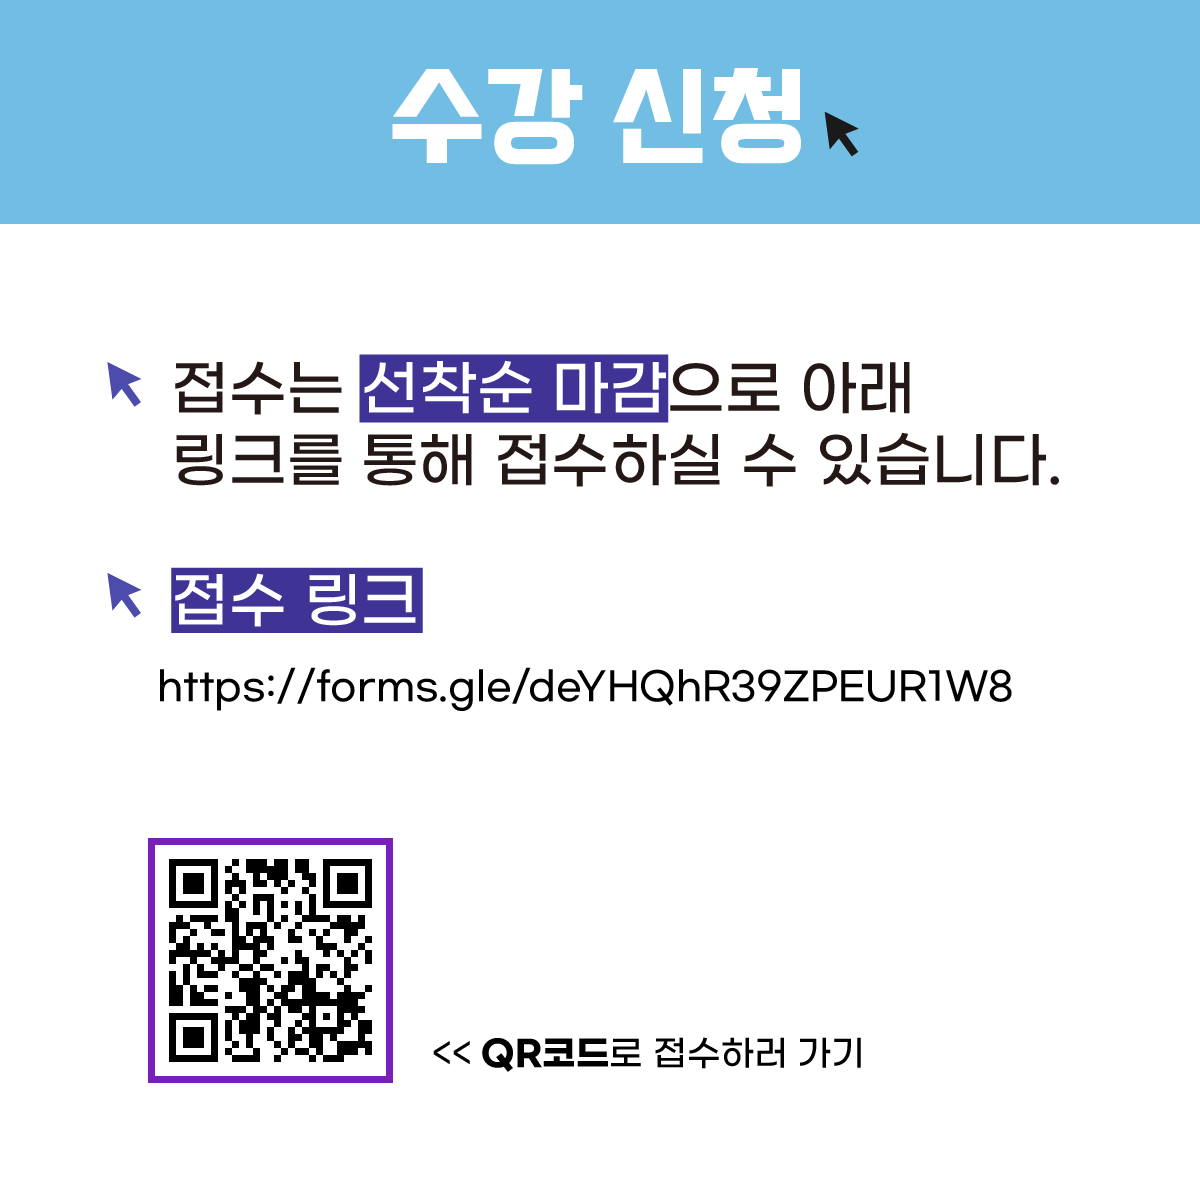 수강 신청
접수는 선착순 마감으로 아래
링크를 통해 접수하실 수 있습니다.
접수 링크
https://forms.gle/deYHQhR39ZPEUR1W8
<< QR코드로 접수하러 가기